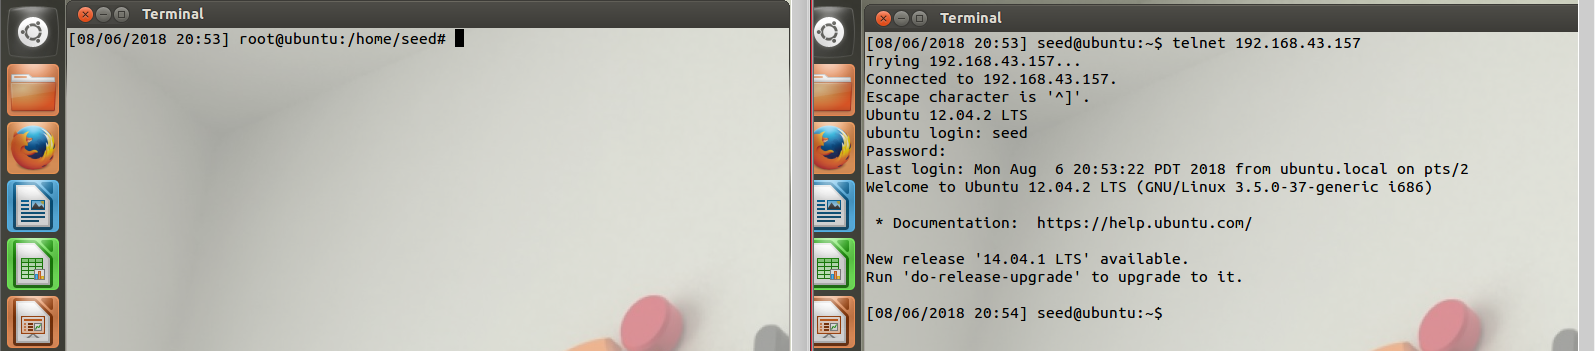 Terminal
[08/06/2018 20:53] root@ubuntu:/home/seed#
Terminal
[08/06/2018 20:53] seed@ubuntu:~$ telnet 192.168.43.157
Trying 192.168.43.157...
Connected to 192.168.43.157.
Escape character is '^]'.
Ubuntu 12.04.2 LTS
ubuntu login: seed
Password:
Last login: Mon Aug  6 20:53:22 PDT 2018 from ubuntu.local on pts/2
Welcome to Ubuntu 12.04.2 LTS (GNU/Linux 3.5.0-37-generic i686)
 * Documentation:  https://help.ubuntu.com/
New release '14.04.1 LTS' available.
Run 'do-release-upgrade' to upgrade to it.
[08/06/2018 20:54] seed@ubuntu:~$